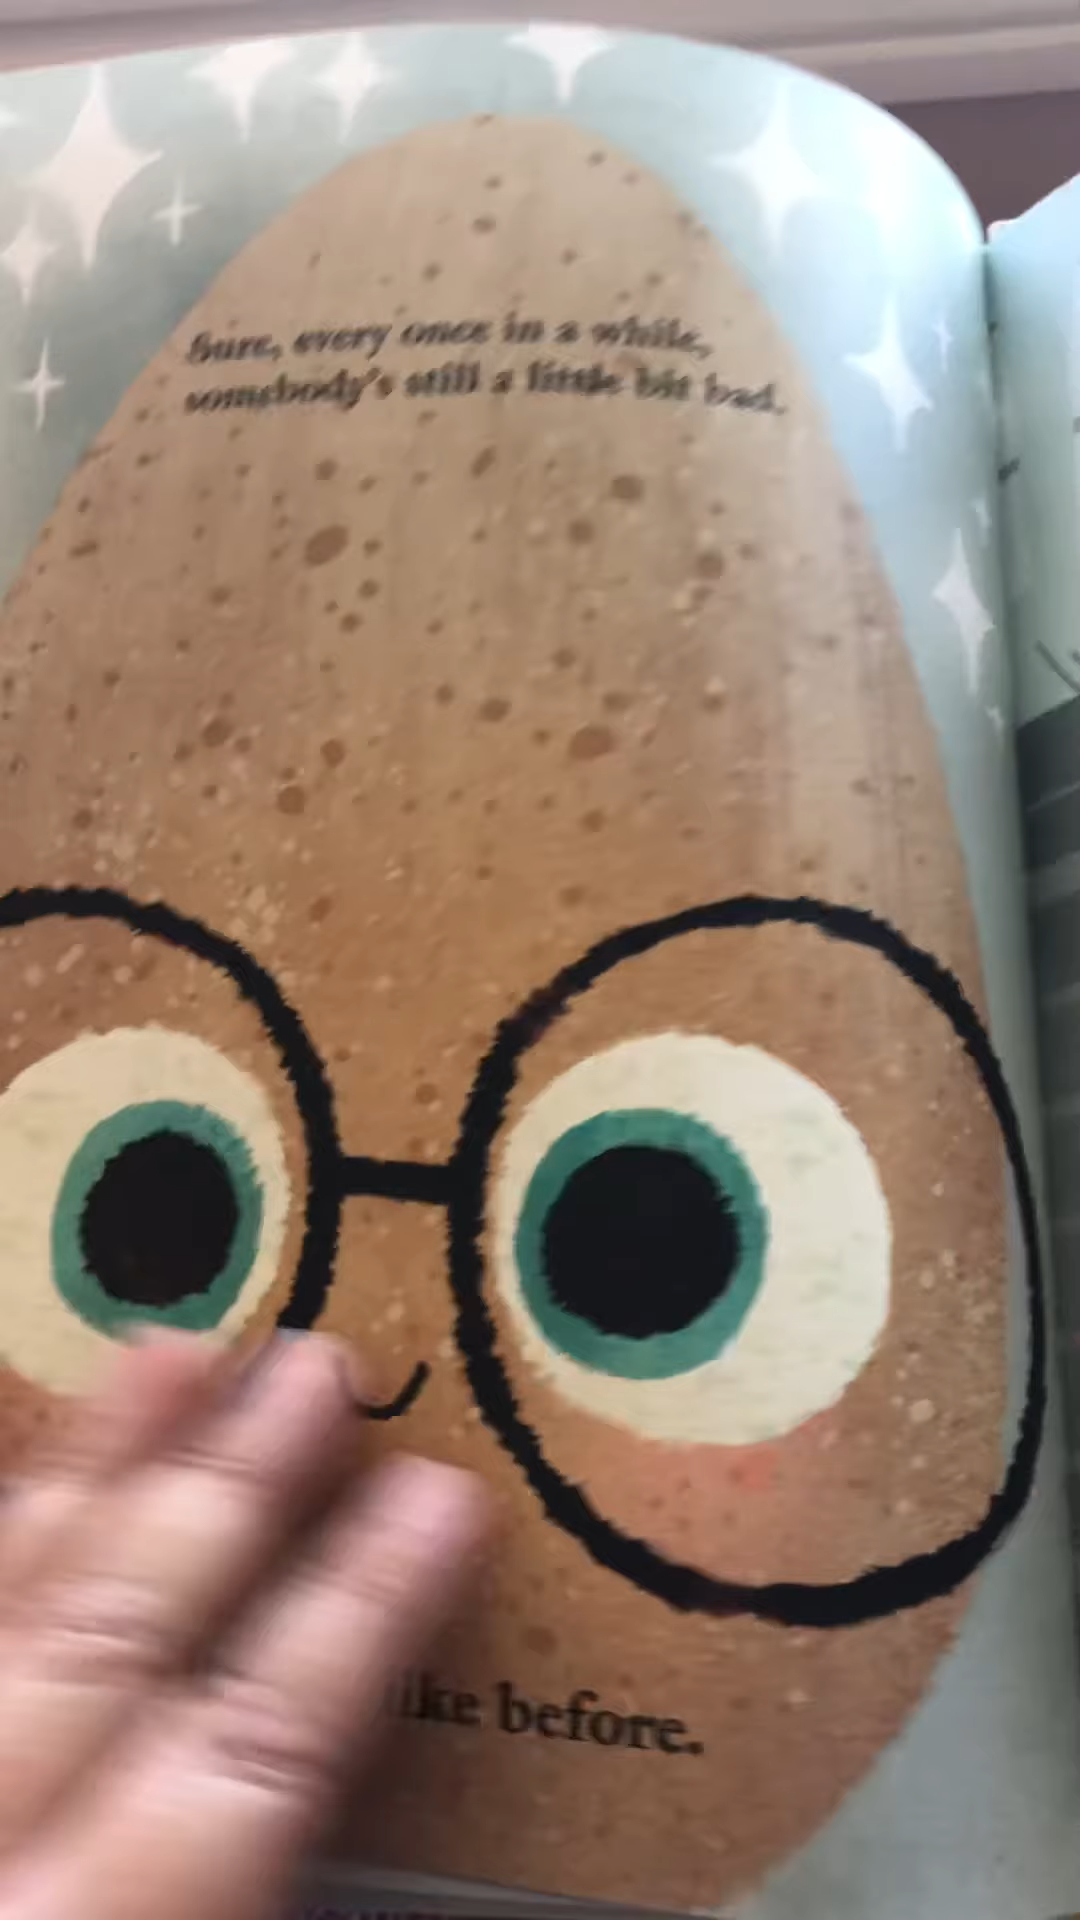 Sure, every once in a while,
somebody's still a little bit bad.
like before.